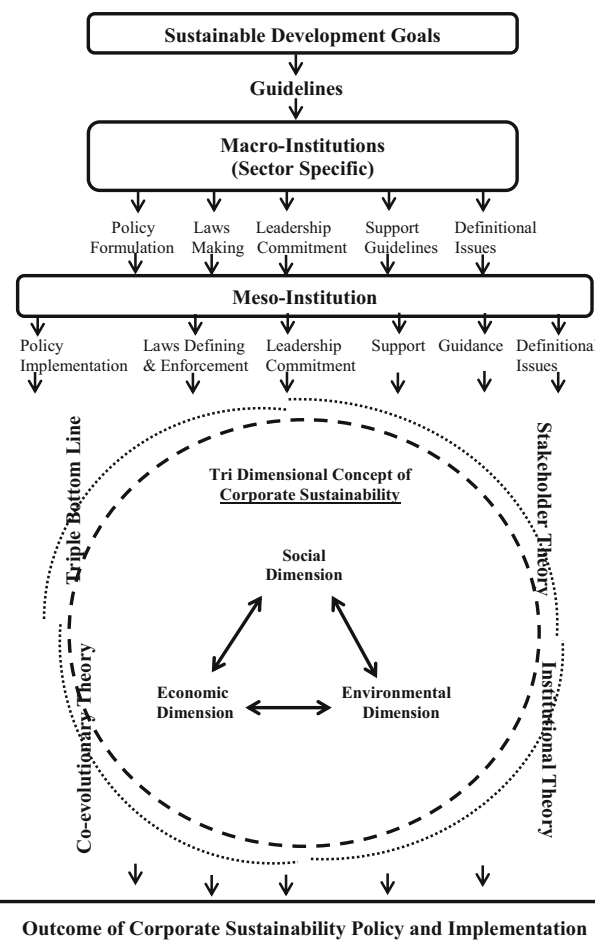 Sustainable Development Goals
Guidelines
Macro-Institutions
(Sector Specific)
Policy
Formulation
Laws
Making
Leadership
Commitment
Support
Guidelines
Definitional
Issues
Meso-Institution
Policy
Implementation
Laws Defining
& Enforcement
Leadership
Commitment
Support
Guidance
Definitional
Issues
Triple Bottom Line
Stakeholder Theory
Tri Dimensional Concept of
Corporate Sustainability
Social
Dimension
Economic
Dimension
Environmental
Dimension
Co-evolutionary Theory
Institutional Theory
Outcome of Corporate Sustainability Policy and Implementation